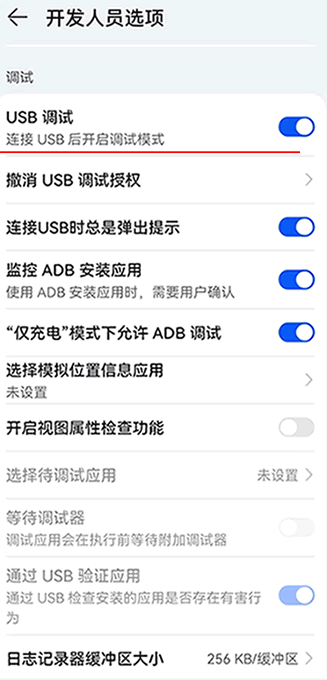 开发人员选项
调试
USB 调试
连接 USB 后开启调试模式
撤消 USB 调试授权
连接USB时总是弹出提示
监控 ADB 安装应用
使用 ADB 安装应用时，需要用户确认
“仅充电”模式下允许 ADB 调试
选择模拟位置信息应用
未设置
开启视图属性检查功能
选择待调试应用 未设置
等待调试器
调试应用会在执行前等待附加调试器
通过 USB 验证应用
通过 USB 检查安装的应用是否存在有害行
为
日志记录器缓冲区大小 256 KB/缓冲区